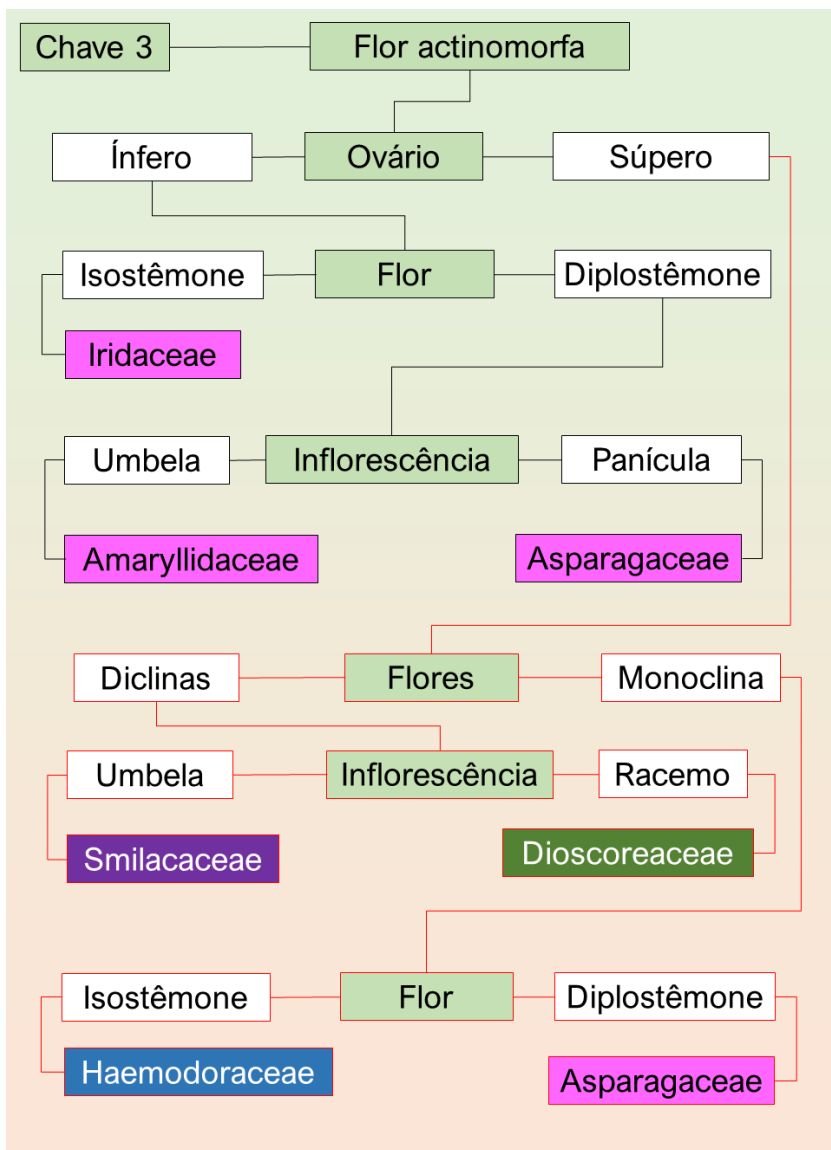 Chave 3
Flor actinomorfa
Ínfero
Ovário
Súpero
Isostêmone
Flor
Diplostêmone
Iridaceae
Umbela
Inflorescência
Panícula
Amaryllidaceae
Asparagaceae
Diclinas
Flores
Monoclina
Umbela
Inflorescência
Racemo
Smilacaceae
Dioscoreaceae
Isostêmone
Flor
Diplostêmone
Haemodoraceae
Asparagaceae